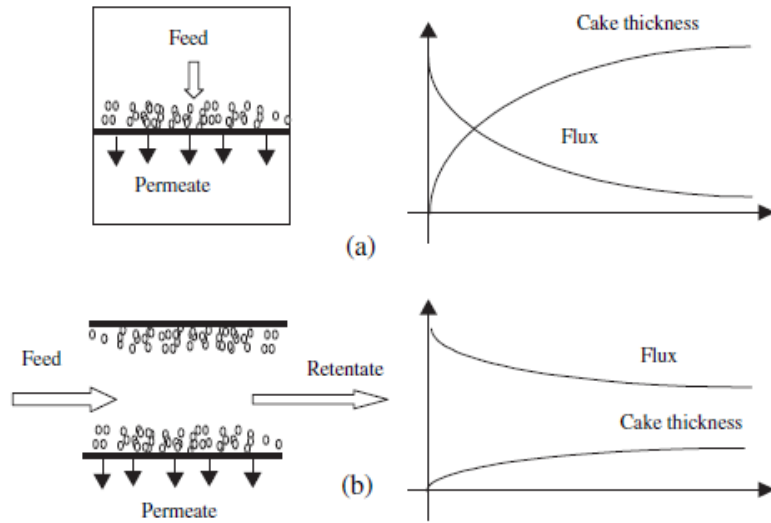 Feed
Permeate
Cake thickness
Flux
(a)
Feed
Retentate
Permeate
Flux
Cake thickness
(b)